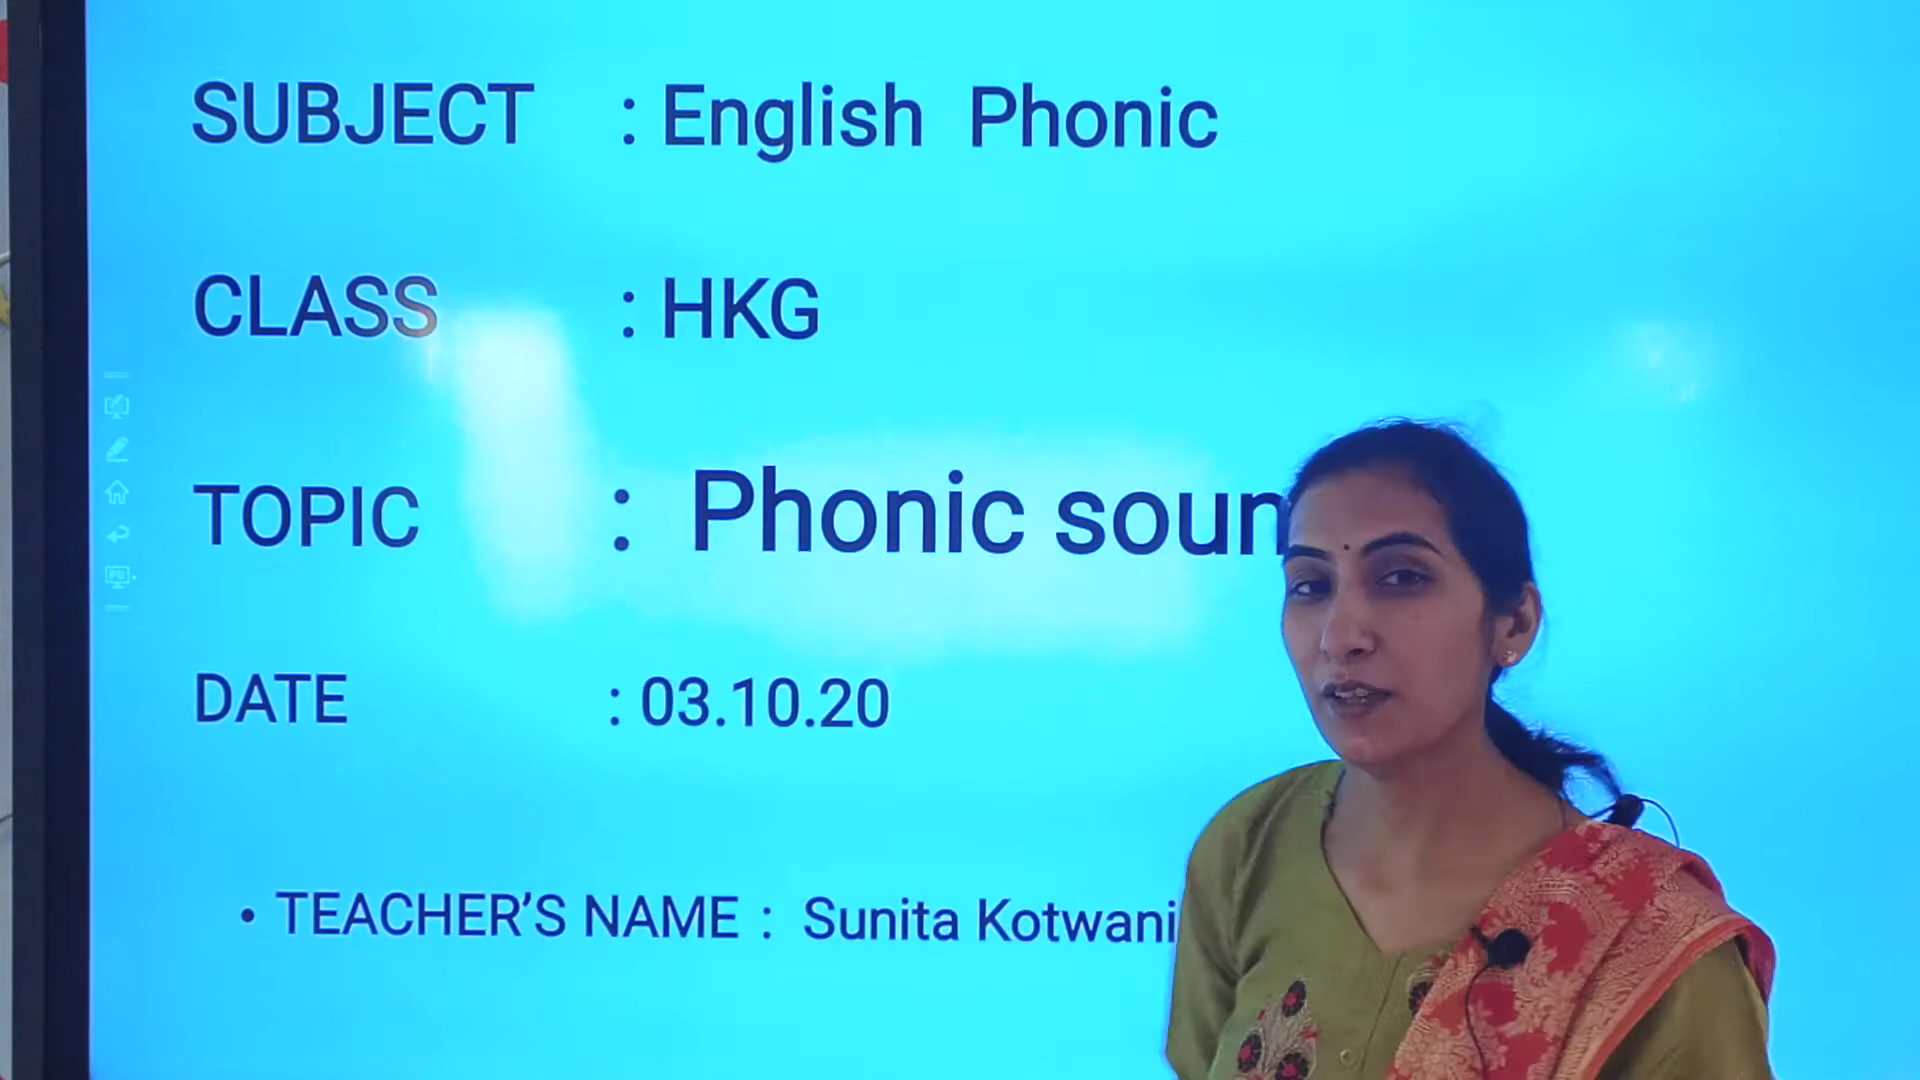 SUBJECT : English Phonic
CLASS : HKG
TOPIC : Phonic soun
DATE : 03.10.20
• TEACHER’S NAME : Sunita Kotwani